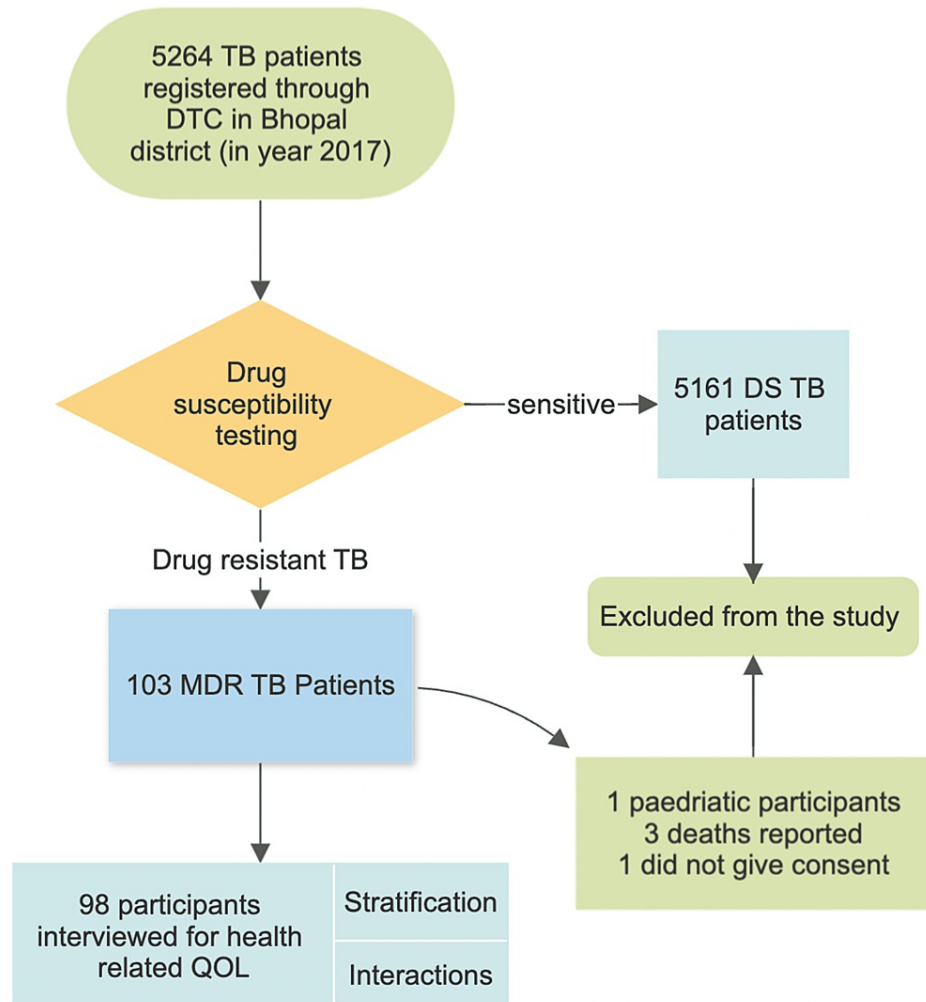 5264 TB patients
registered through
DTC in Bhopal
district (in year 2017)
Drug
susceptibility
testing
sensitive
5161 DS TB
patients
Drug resistant TB
Excluded from the study
103 MDR TB Patients
1 paedriatic participants
3 deaths reported
1 did not give consent
98 participants
interviewed for health
related QOL
Stratification
Interactions